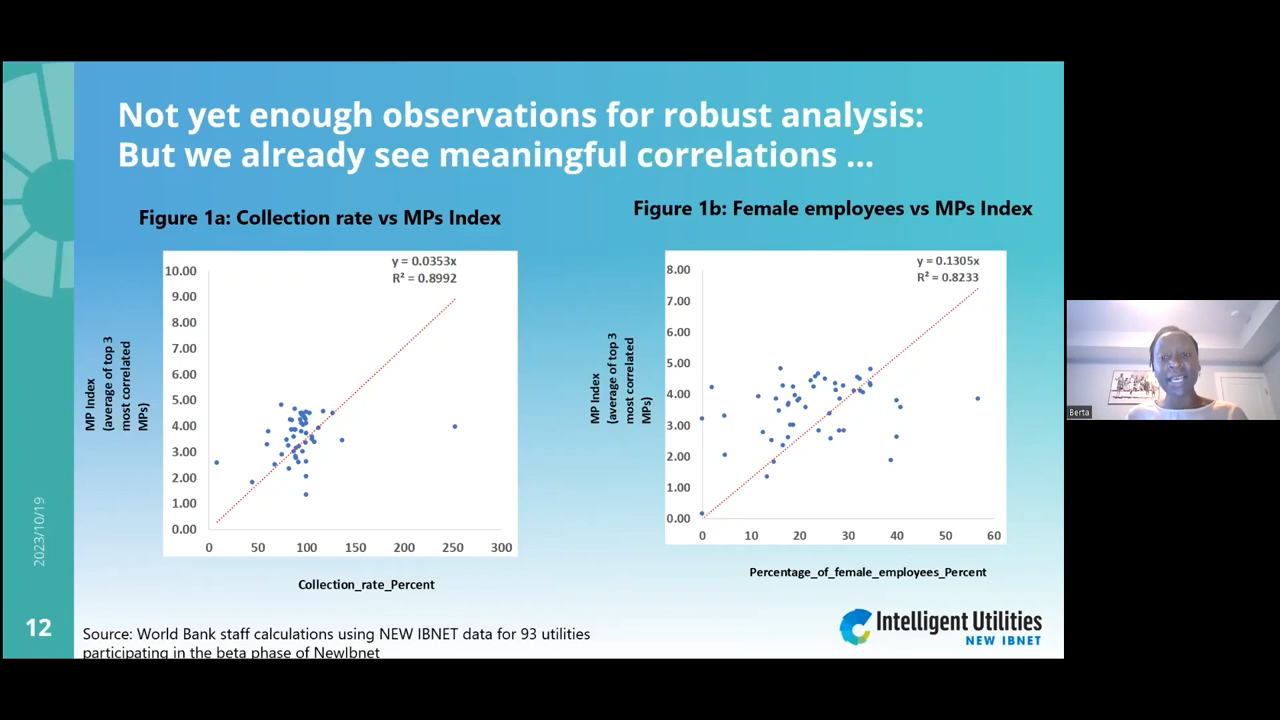 Not yet enough observations for robust analysis:
But we already see meaningful correlations ...
Figure 1a: Collection rate vs MPs Index
y = 0.0353x
R² = 0.8992
10.00
9.00
8.00
7.00
6.00
5.00
4.00
3.00
2.00
1.00
0.00
MP Index
(average of top 3
most correlated
MPs)
0 50 100 150 200 250 300
Collection_rate_Percent
Figure 1b: Female employees vs MPs Index
y = 0.1305x
R² = 0.8233
8.00
7.00
6.00
5.00
4.00
3.00
2.00
1.00
0.00
MP Index
(average of top 3
most correlated
MPs)
0 10 20 30 40 50 60
Percentage_of_female_employees_Percent
2023/10/19
12
Source: World Bank staff calculations using NEW IBNET data for 93 utilities
participating in the beta phase of NewIbnet
Intelligent Utilities
NEW IBNET
Berta